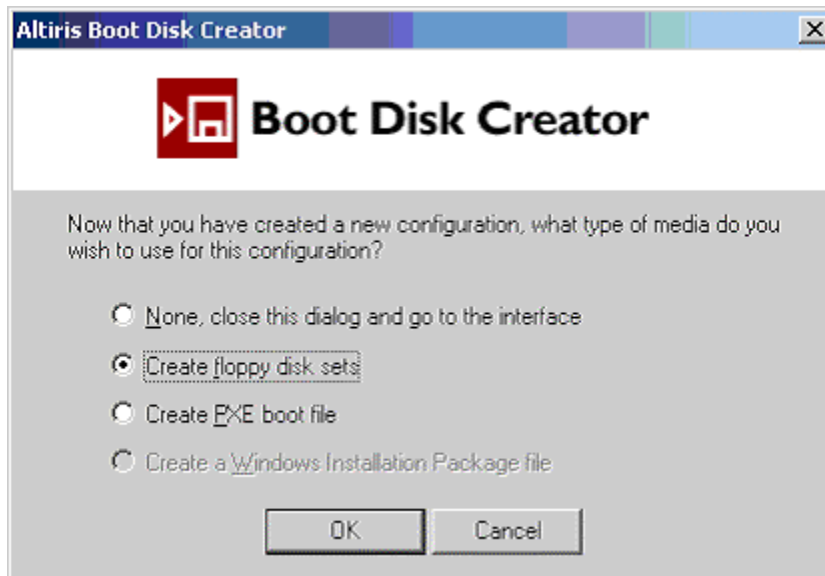 Altiris Boot Disk Creator
Boot Disk Creator
Now that you have created a new configuration, what type of media do you
wish to use for this configuration?
None, close this dialog and go to the interface
Create floppy disk sets
Create PXE boot file
Create a Windows Installation Package file
OK Cancel